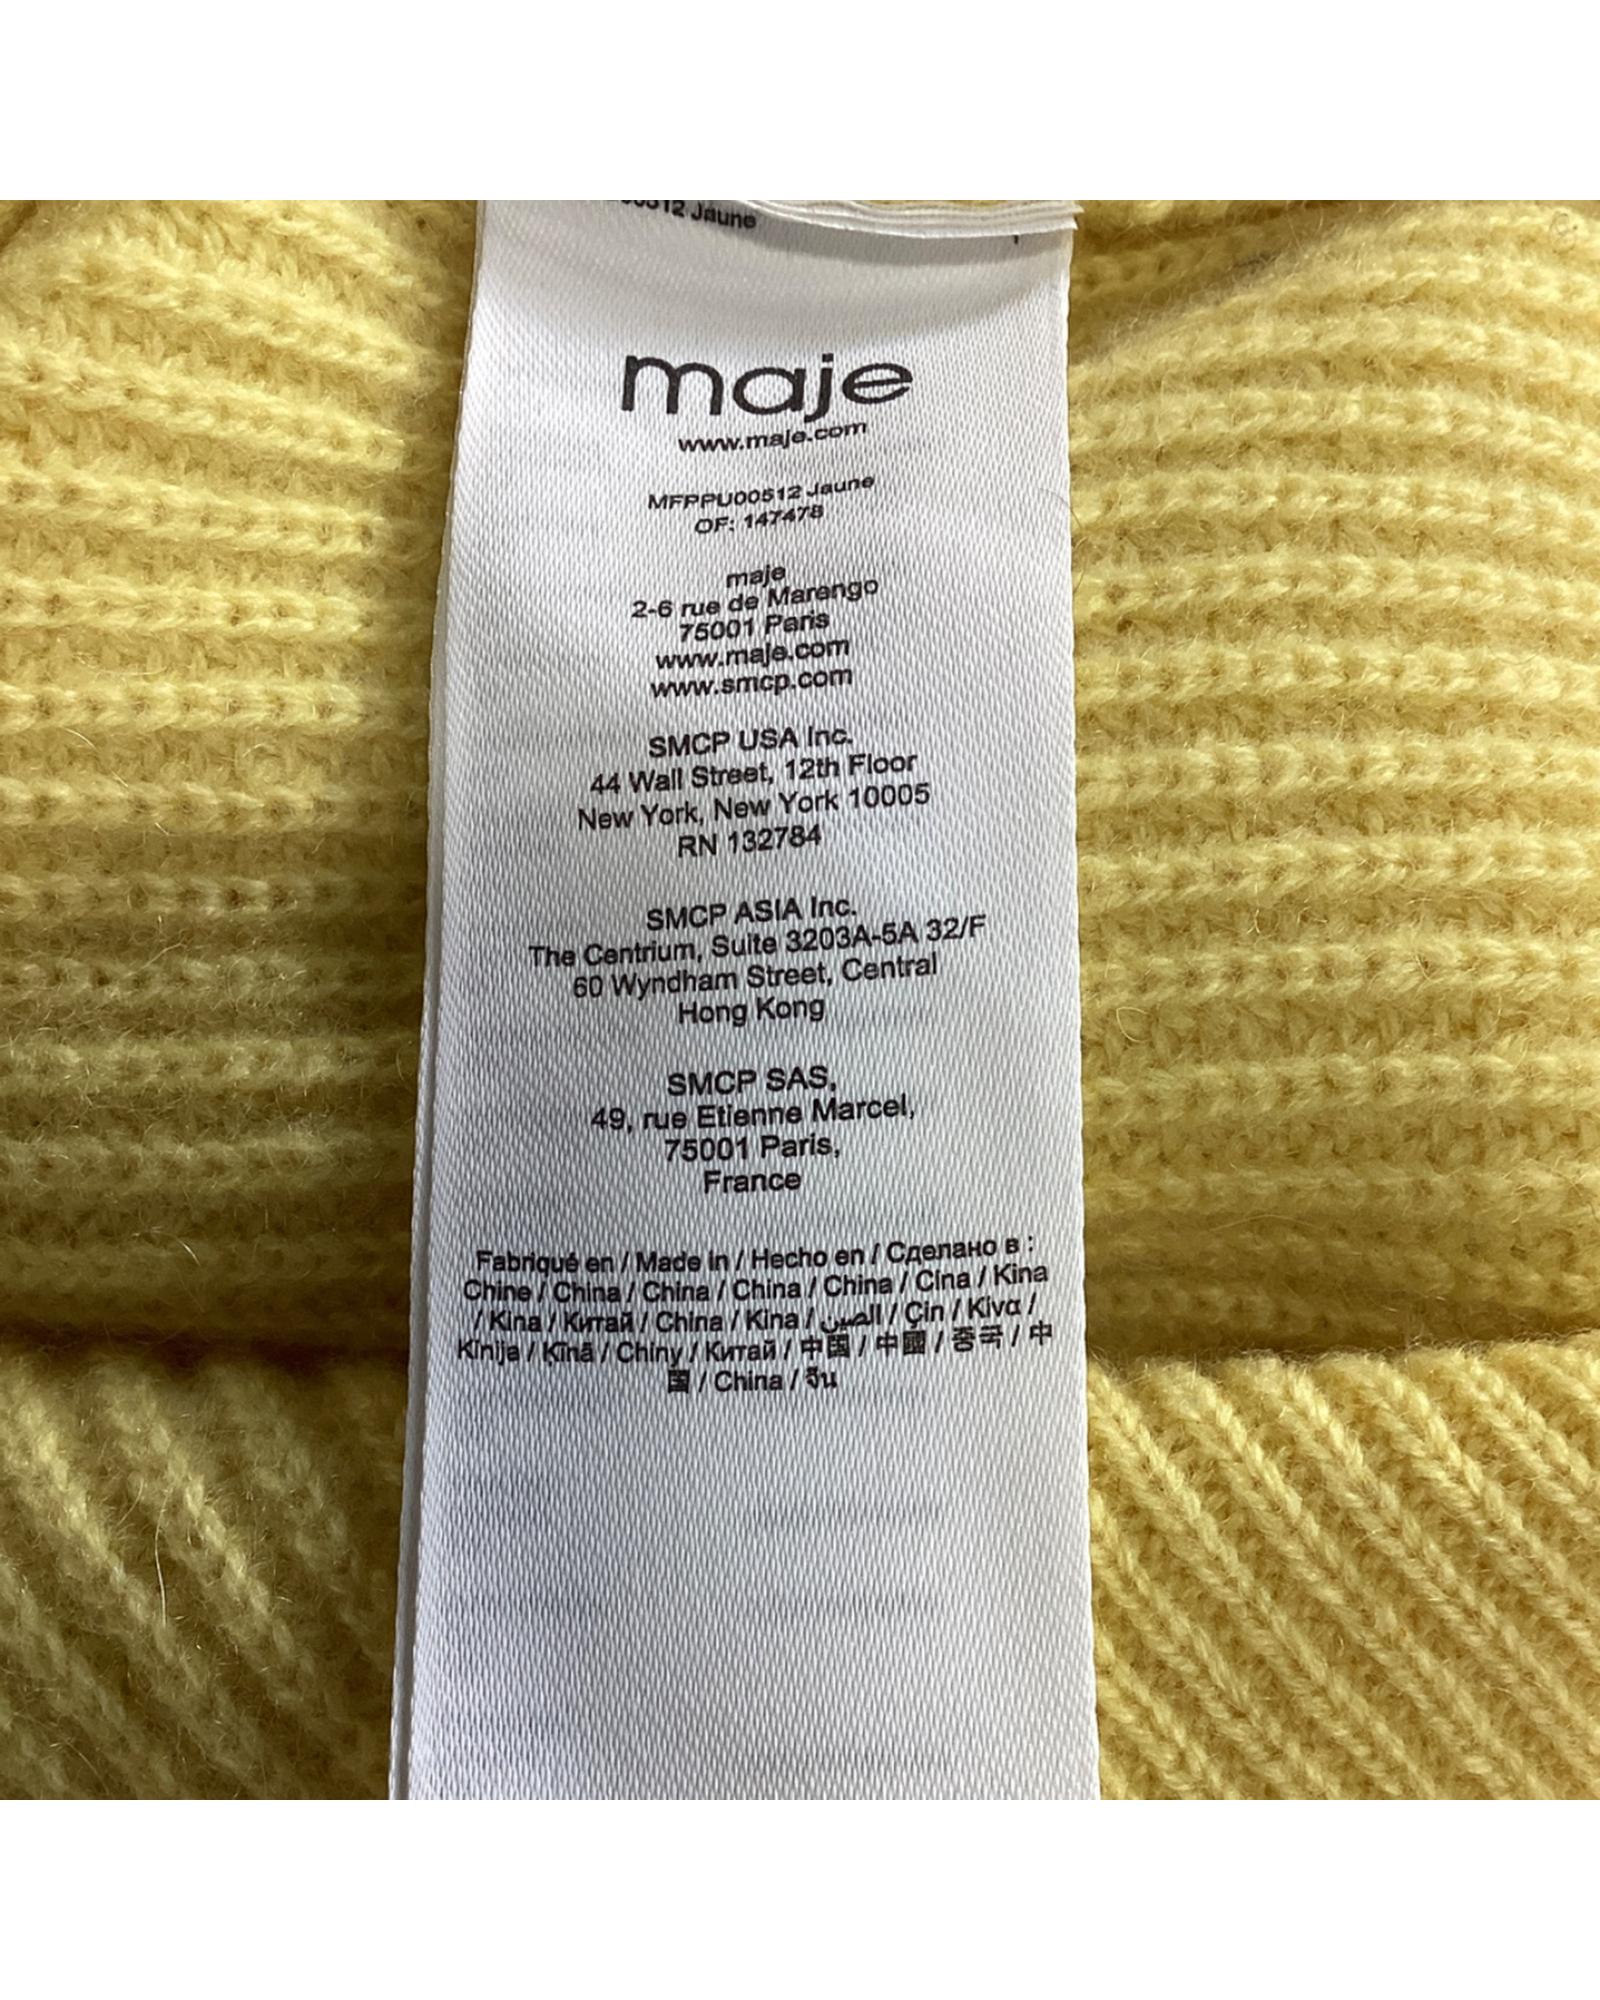 00512 Jaune
maje
www.maje.com
MFPPU00512 Jaune
OF: 147478
maje
2-6 rue de Marengo
75001 Paris
www.maje.com
www.smcp.com
SMCP USA Inc.
44 Wall Street, 12th Floor
New York, New York 10005
RN 132784
SMCP ASIA Inc.
The Centrium, Suite 3203A-5A 32/F
60 Wyndham Street, Central
Hong Kong
SMCP SAS,
49, rue Etienne Marcel,
75001 Paris,
France
Fabriqué en / Made in / Hecho en / Сделано в :
Chine / China / China / China / China / Cina / Kina
/ Kina / Китай / China / Kina / الصين / Çin / Κίνα /
Kīnija / Ķīnā / Chiny / Китай / 中国 / 中國 / 중국 / 中
国 / China / จีน